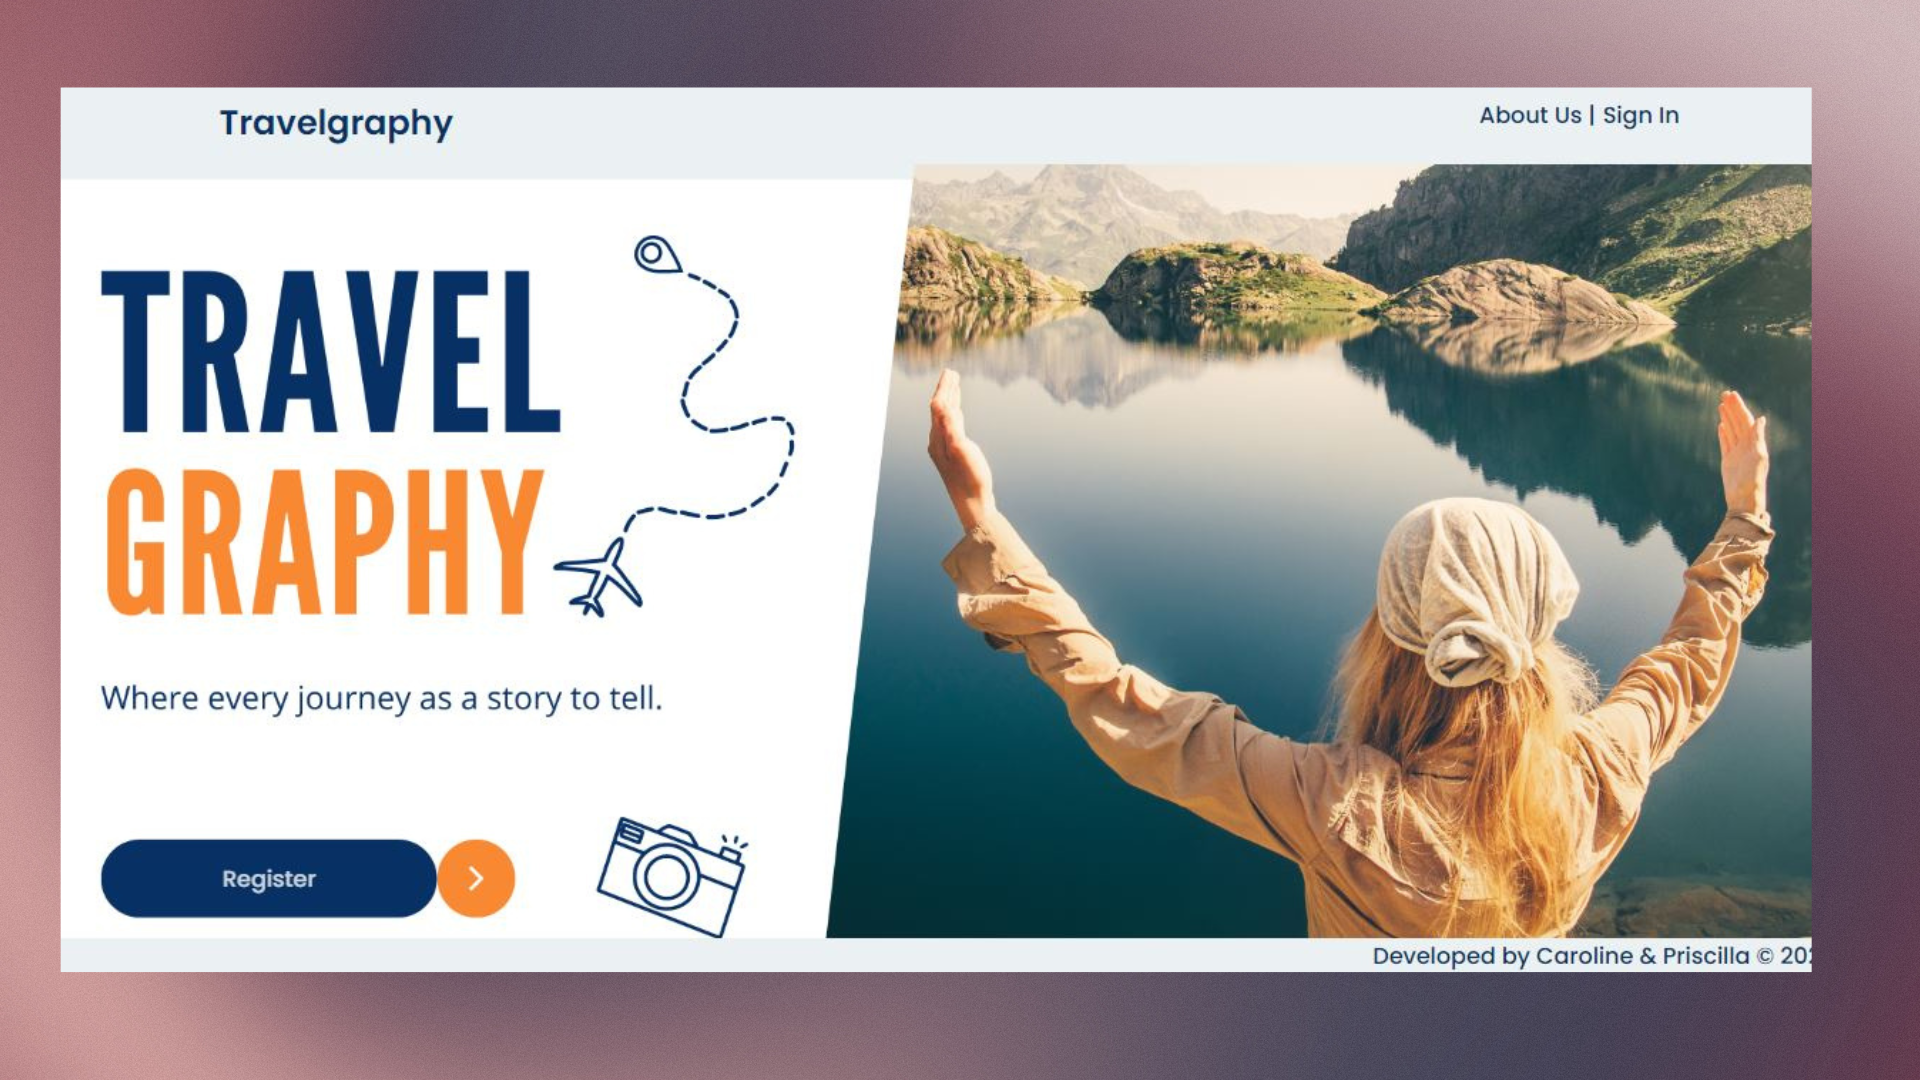 Travelgraphy
About Us | Sign In
TRAVEL
GRAPHY
Where every journey as a story to tell.
Register
Developed by Caroline & Priscilla ©